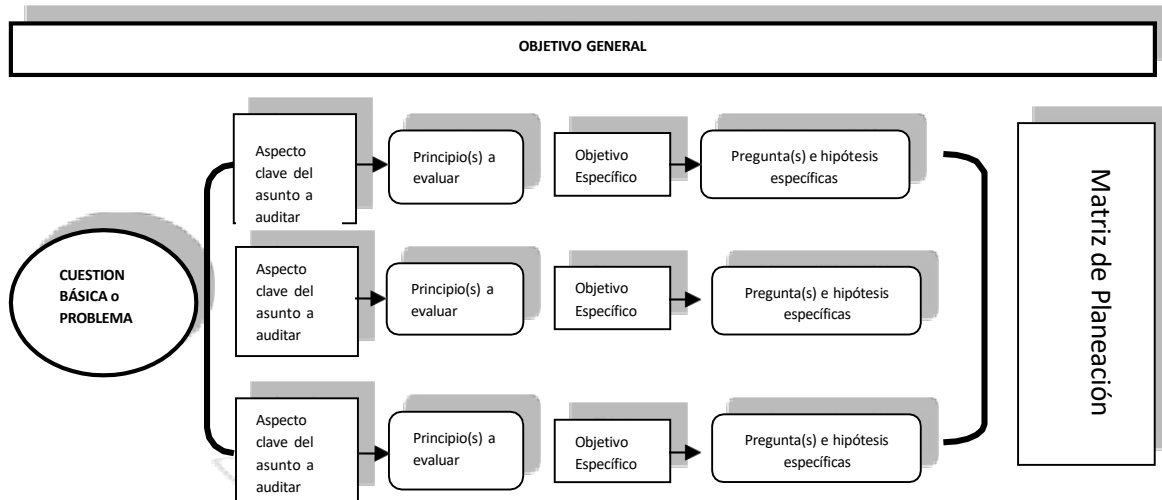 OBJETIVO GENERAL
CUESTION
BÁSICA o
PROBLEMA
Aspecto
clave del
asunto a
auditar
Principio(s) a
evaluar
Objetivo
Específico
Pregunta(s) e hipótesis
específicas
Aspecto
clave del
asunto a
auditar
Principio(s) a
evaluar
Objetivo
Específico
Pregunta(s) e hipótesis
específicas
Aspecto
clave del
asunto a
auditar
Principio(s) a
evaluar
Objetivo
Específico
Pregunta(s) e hipótesis
específicas
Matriz de Planeación